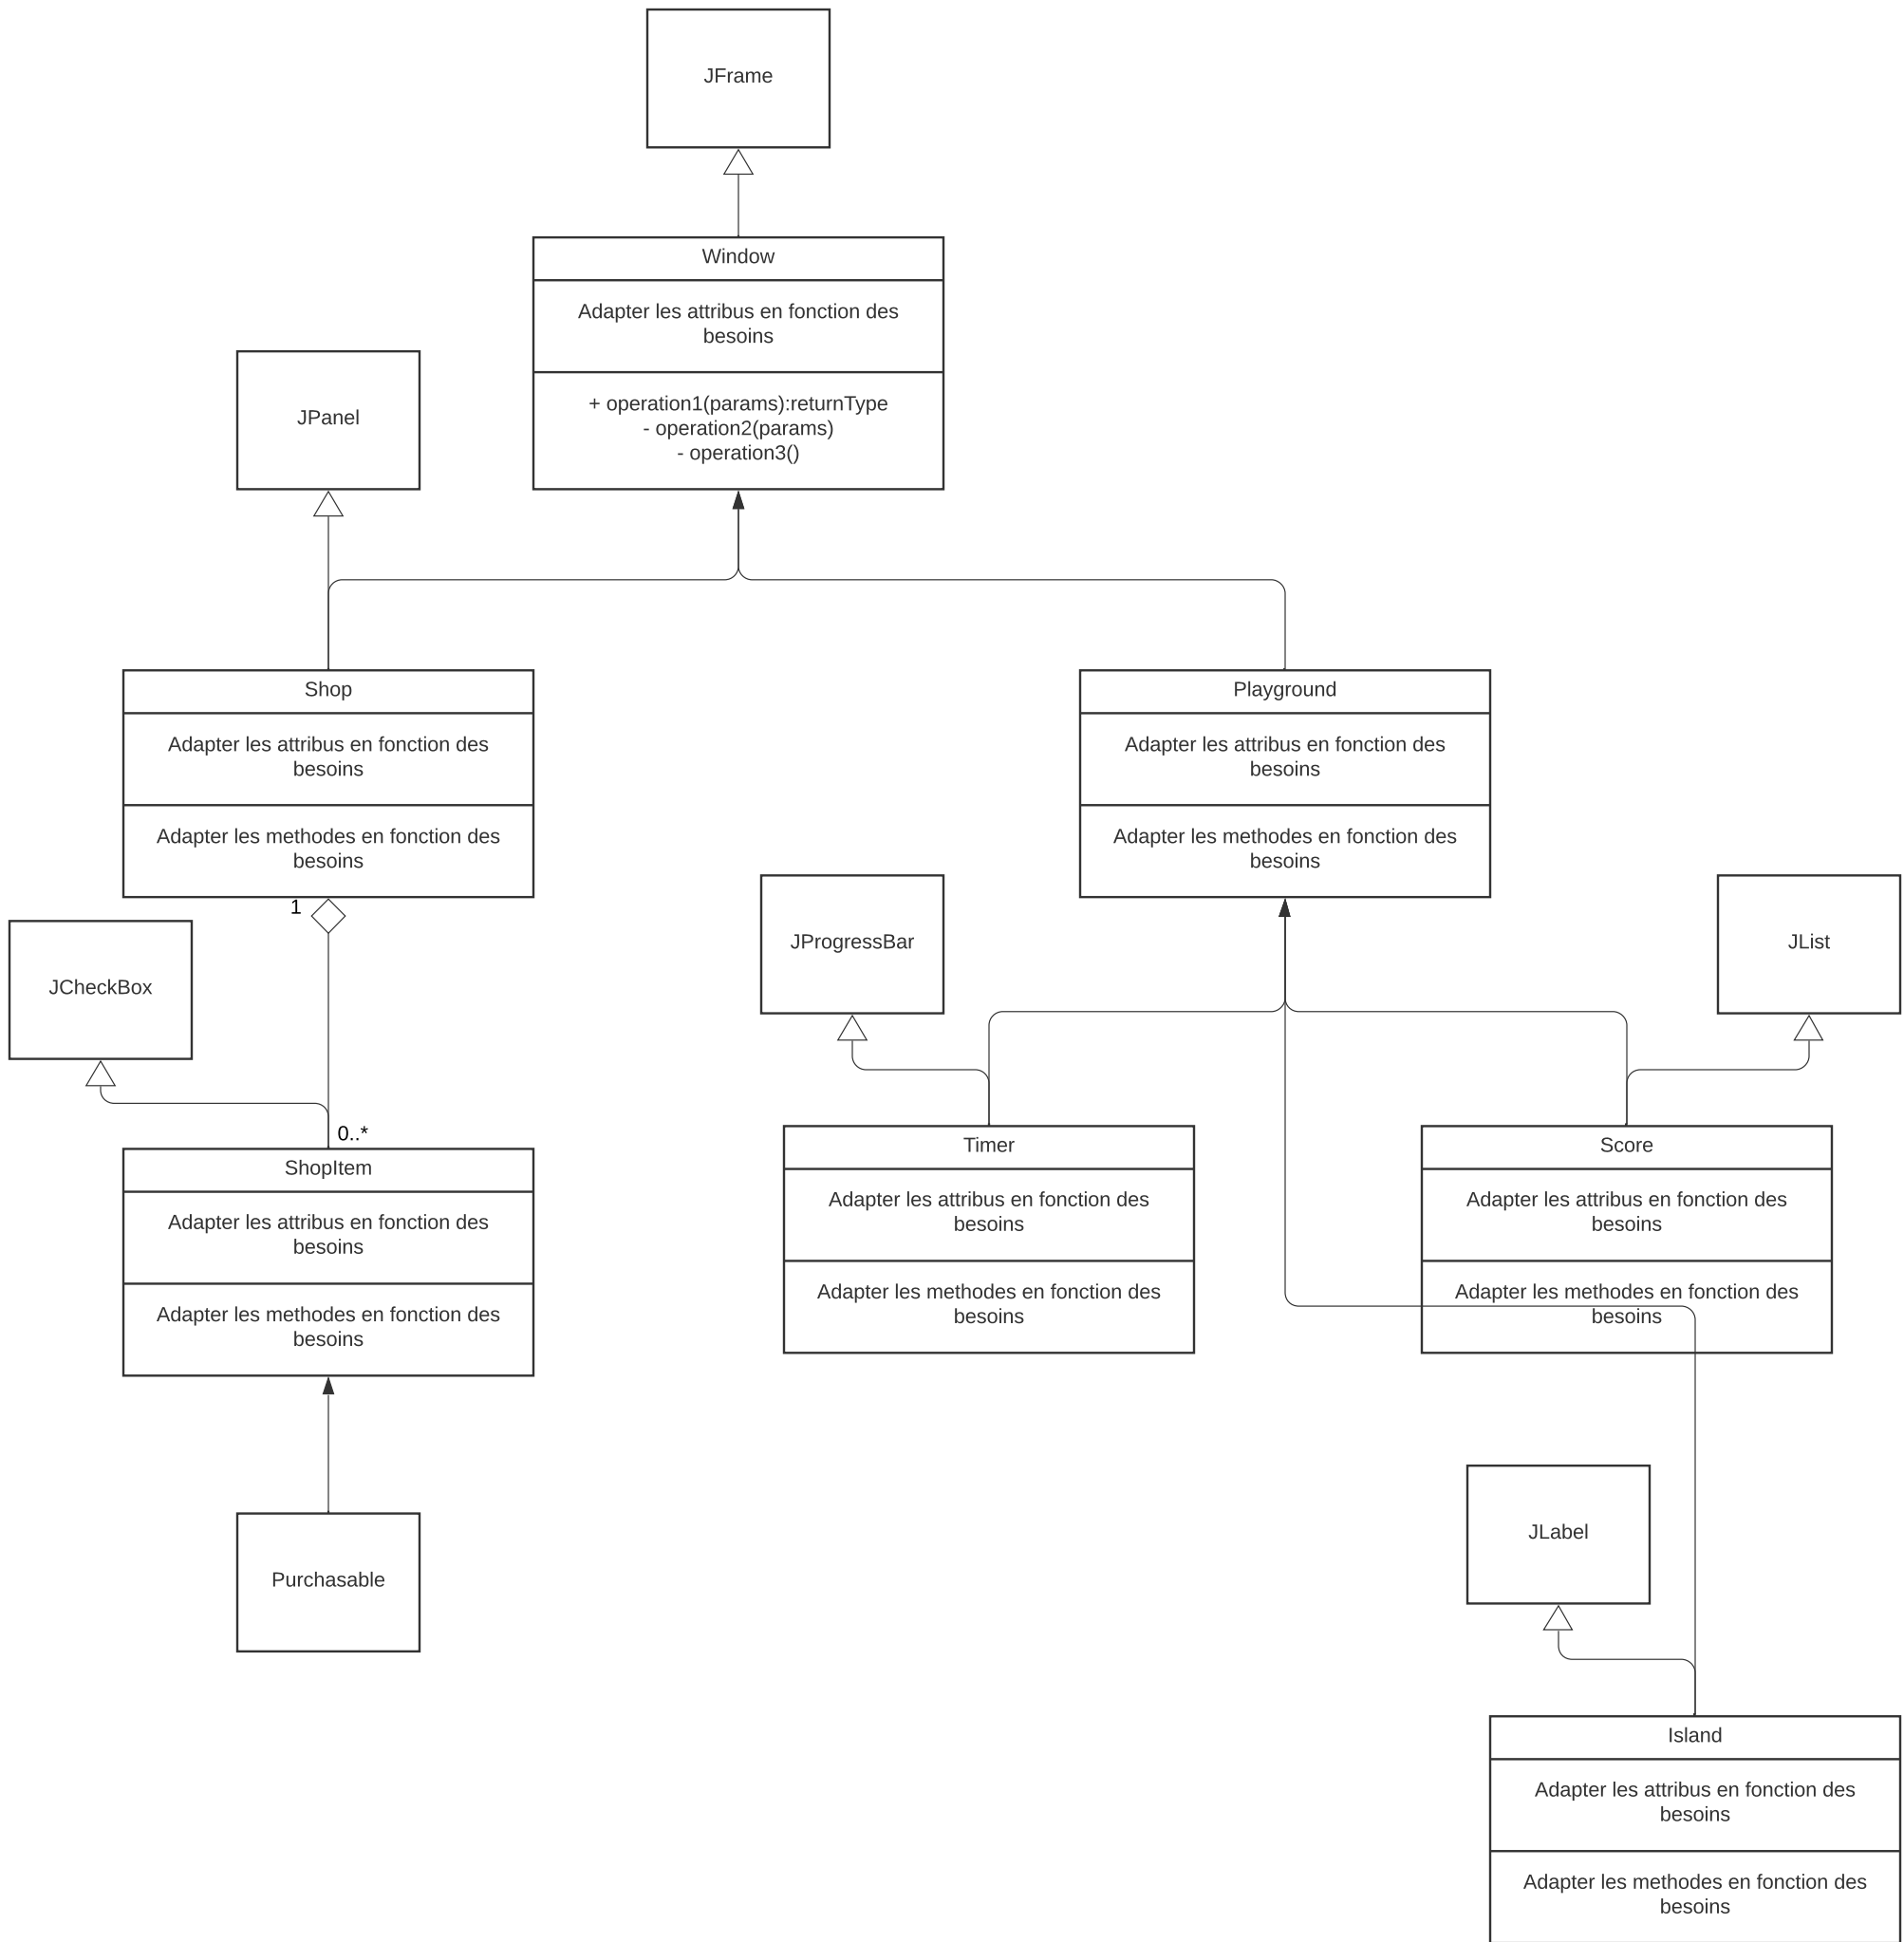 JFrame
Window
Adapter les attribus en fonction des
besoins
+ operation1(params):returnType
- operation2(params)
- operation3()
JPanel
Shop
Adapter les attribus en fonction des
besoins
Adapter les methodes en fonction des
besoins
1
Playground
Adapter les attribus en fonction des
besoins
Adapter les methodes en fonction des
besoins
JCheckBox
JProgressBar
JList
0..*
ShopItem
Adapter les attribus en fonction des
besoins
Adapter les methodes en fonction des
besoins
Timer
Adapter les attribus en fonction des
besoins
Adapter les methodes en fonction des
besoins
Score
Adapter les attribus en fonction des
besoins
Adapter les methodes en fonction des
besoins
Purchasable
JLabel
Island
Adapter les attribus en fonction des
besoins
Adapter les methodes en fonction des
besoins